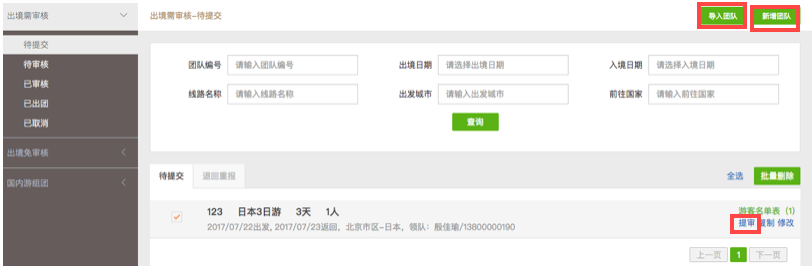 出境需审核
待提交
待审核
已审核
已出团
已取消
出境免审核
国内游组团
出境需审核-待提交
导入团队 新增团队
团队编号 请输入团队编号 出境日期 请选择出境日期 入境日期 请选择入境日期
线路名称 请输入线路名称 出发城市 请输入出发城市 前往国家 请输入前往国家
查询
待提交 退回重报 全选 批量删除
123 日本3日游 3天 1人 游客名单表 (1)
2017/07/22出发, 2017/07/23返回, 北京市区-日本, 领队: 殷佳瑜/13800000190 提审 复制 修改
上一页 1 下一页